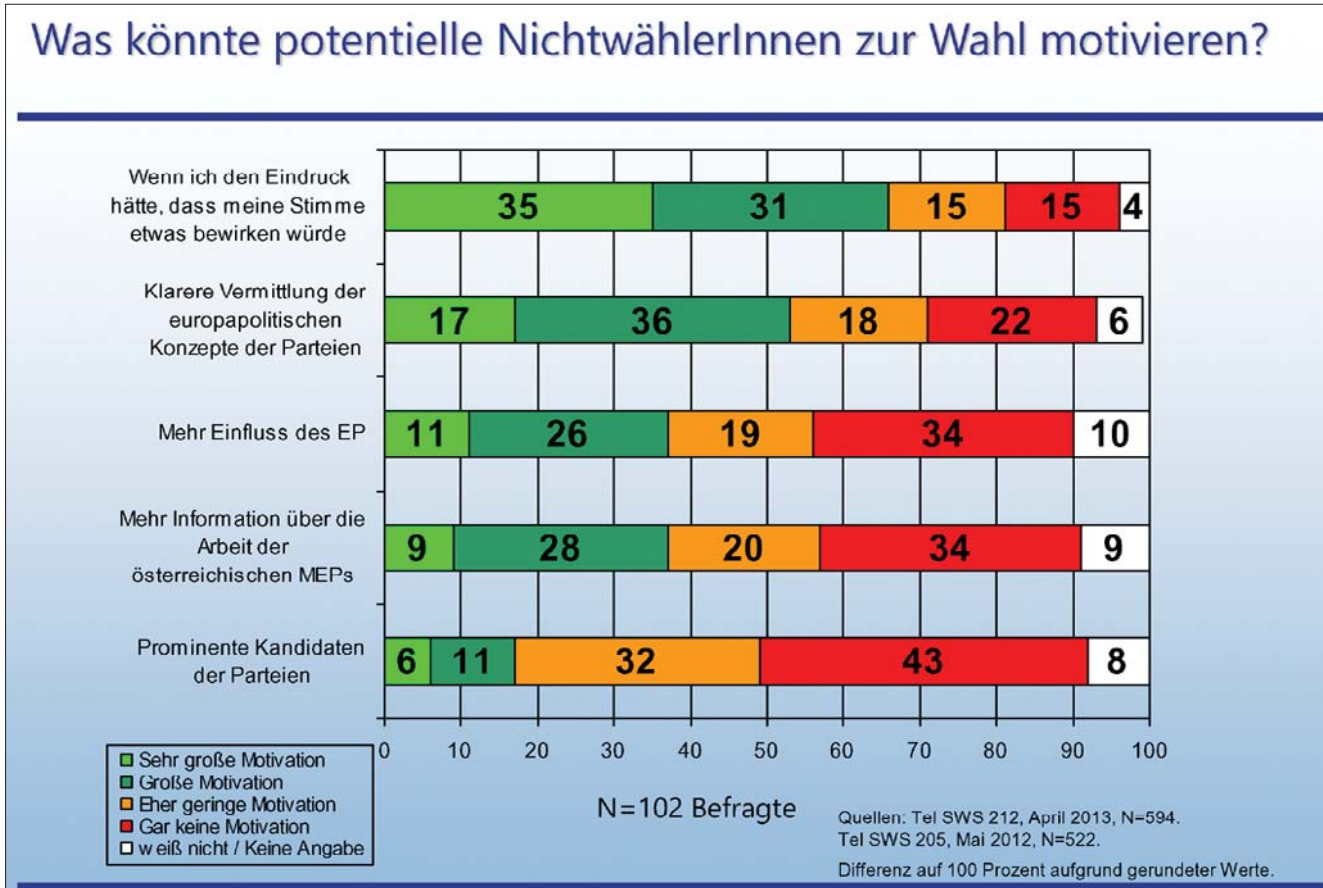 Was könnte potentielle NichtwählerInnen zur Wahl motivieren?
Wenn ich den Eindruck
hätte, dass meine Stimme
etwas bewirken würde
35 31 15 15 4
Klarere Vermittlung der
europapolitischen
Konzepte der Parteien
17 36 18 22 6
Mehr Einfluss des EP
11 26 19 34 10
Mehr Information über die
Arbeit der
österreichischen MEPs
9 28 20 34 9
Prominente Kandidaten
der Parteien
6 11 32 43 8
0 10 20 30 40 50 60 70 80 90 100
Sehr große Motivation
Große Motivation
Eher geringe Motivation
Gar keine Motivation
weiß nicht / Keine Angabe
N=102 Befragte
Quellen: Tel SWS 212, April 2013, N=594.
Tel SWS 205, Mai 2012, N=522.
Differenz auf 100 Prozent aufgrund gerundeter Werte.